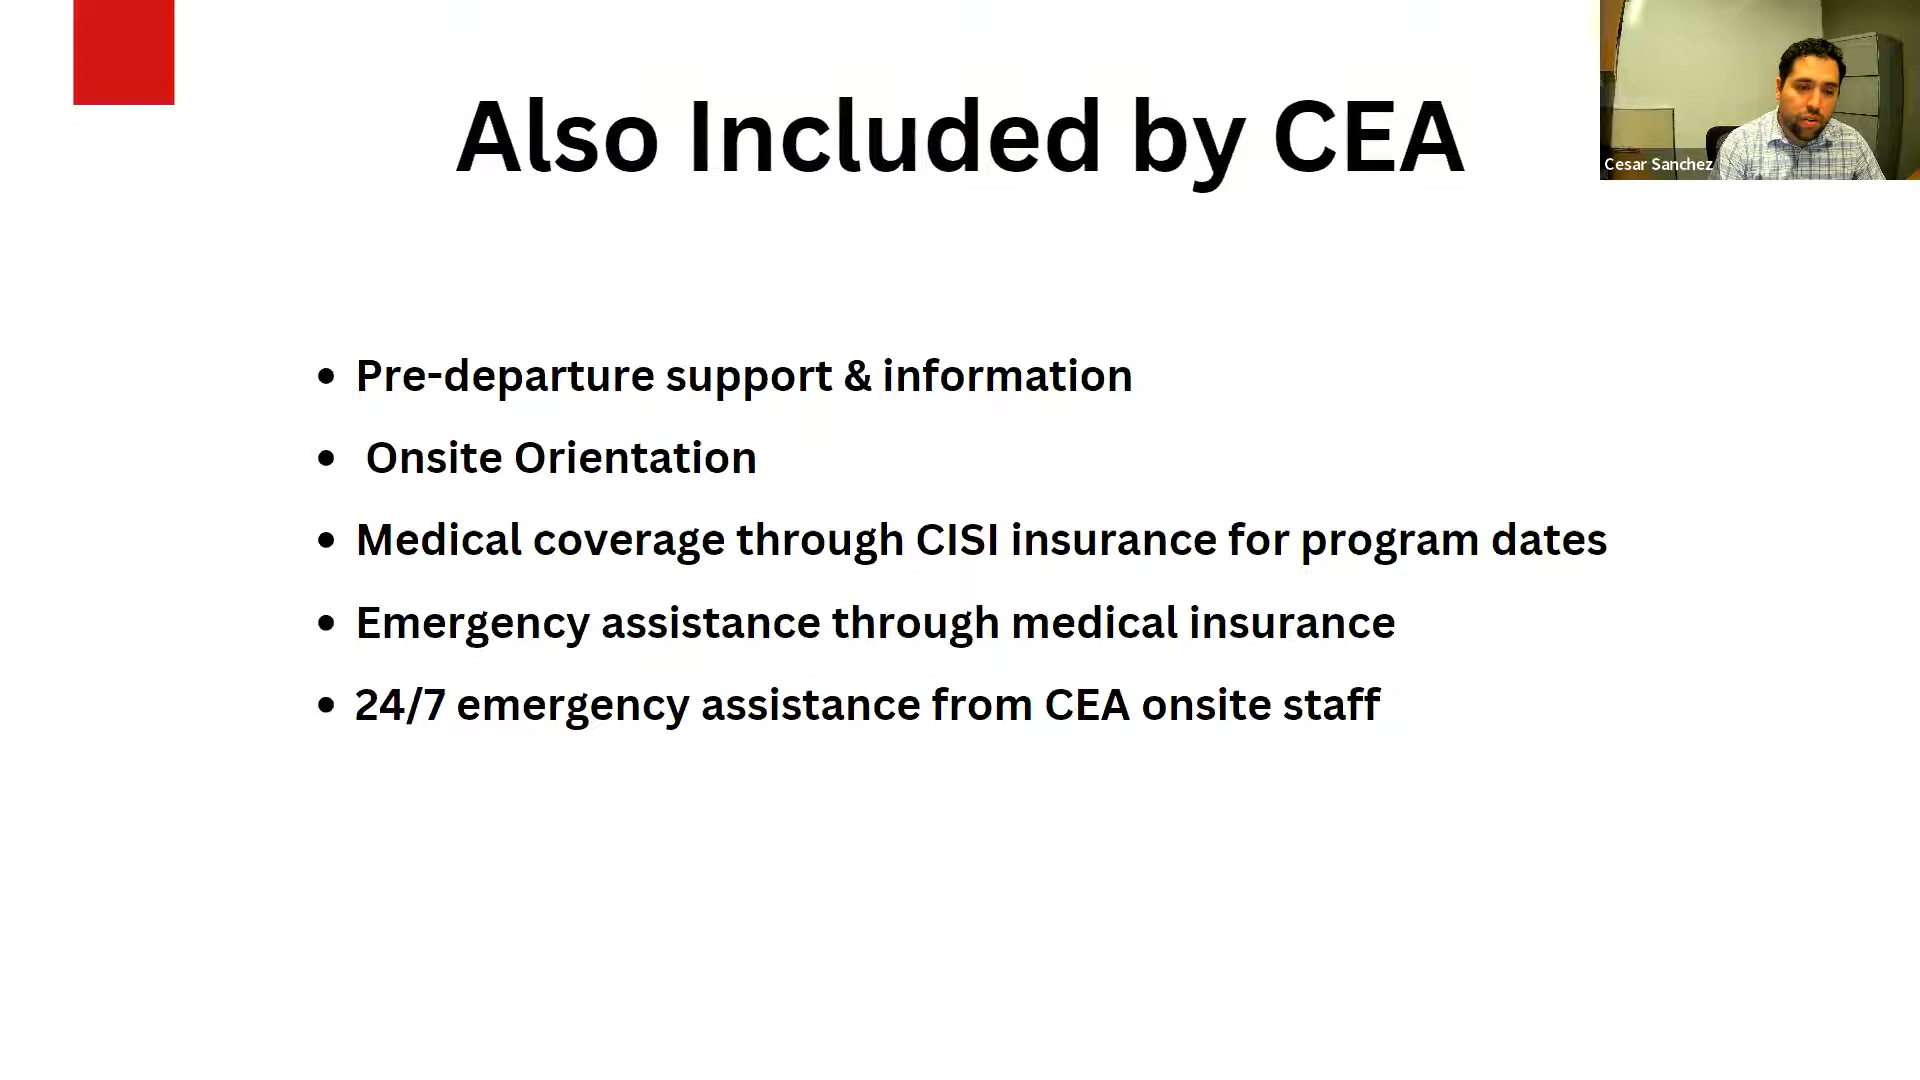 Also Included by CEA
Cesar Sanchez
• Pre-departure support & information
• Onsite Orientation
• Medical coverage through CISI insurance for program dates
• Emergency assistance through medical insurance
• 24/7 emergency assistance from CEA onsite staff